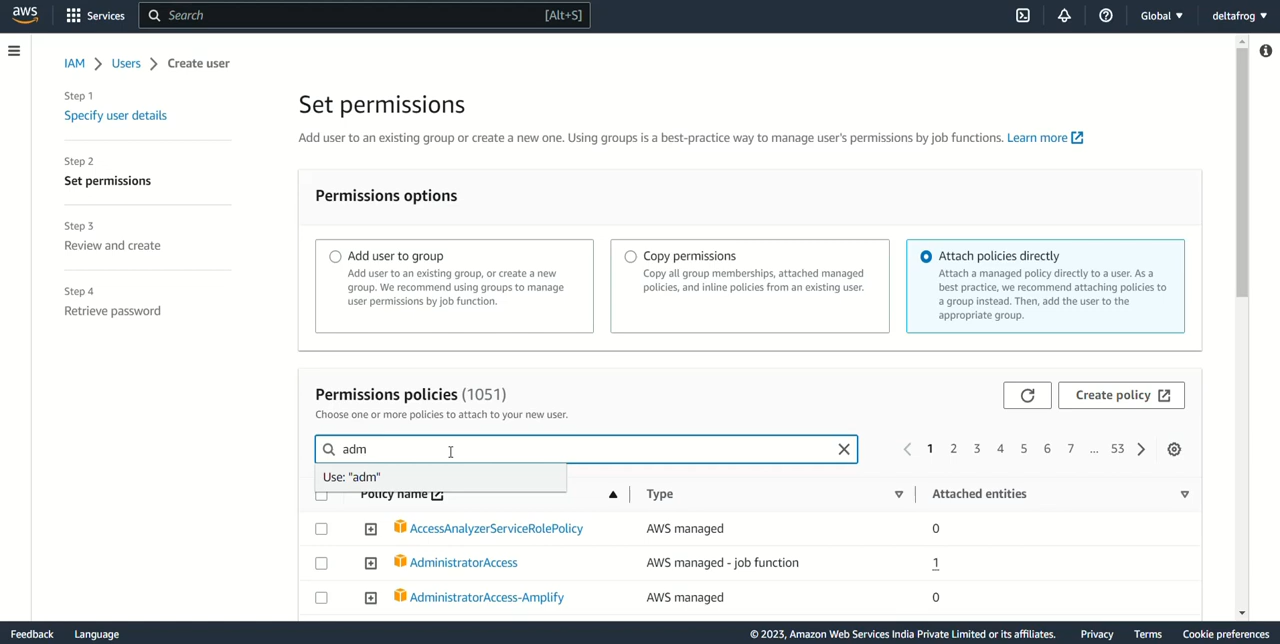 aws
Services
Search
[Alt+S]
Global ▼
deltafrog ▼
IAM > Users > Create user
Step 1
Specify user details
Step 2
Set permissions
Step 3
Review and create
Step 4
Retrieve password
Set permissions
Add user to an existing group or create a new one. Using groups is a best-practice way to manage user's permissions by job functions. Learn more
Permissions options
Add user to group
Add user to an existing group, or create a new
group. We recommend using groups to manage
user permissions by job function.
Copy permissions
Copy all group memberships, attached managed
policies, and inline policies from an existing user.
Attach policies directly
Attach a managed policy directly to a user. As a
best practice, we recommend attaching policies to
a group instead. Then, add the user to the
appropriate group.
Permissions policies (1051)
Choose one or more policies to attach to your new user.
Create policy
adm
< 1 2 3 4 5 6 7 ... 53 >
Use: "adm"
Policy name
Type
Attached entities
AccessAnalyzerServiceRolePolicy AWS managed 0
AdministratorAccess AWS managed - job function 1
AdministratorAccess-Amplify AWS managed 0
Feedback Language © 2023, Amazon Web Services India Private Limited or its affiliates. Privacy Terms Cookie preferences